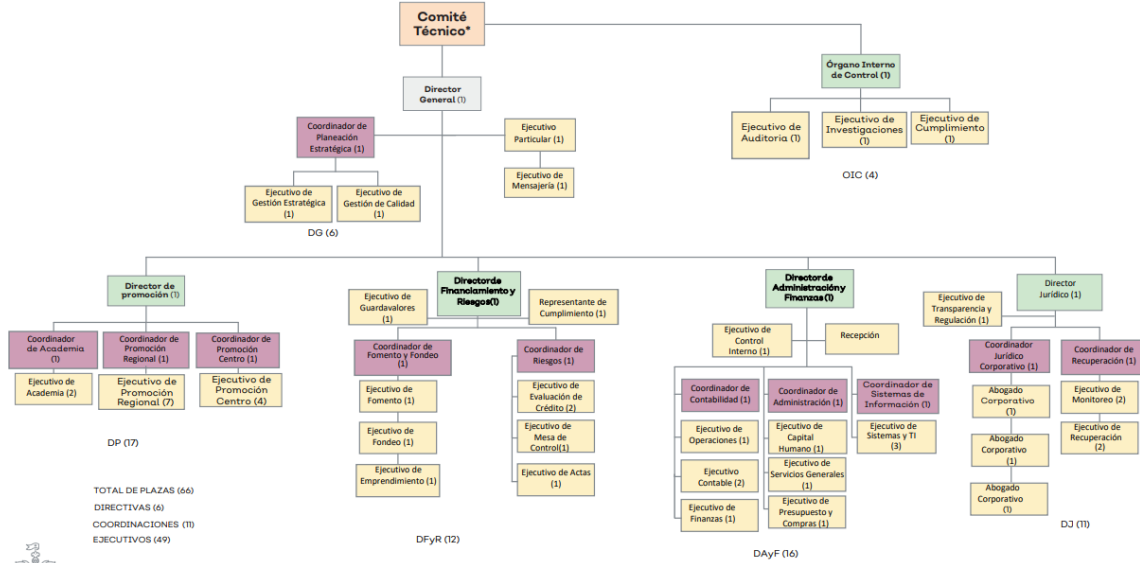 Comité
Técnico*
Órgano Interno
de Control (1)
Director
General (1)
Coordinador de
Planeación
Estratégica (1)
Ejecutivo
Particular (1)
Ejecutivo de
Auditoria (1)
Ejecutivo de
Investigaciones
(1)
Ejecutivo de
Cumplimiento
(1)
Ejecutivo de
Mensajería (1)
OIC (4)
Ejecutivo de
Gestión Estratégica
(1)
Ejecutivo de
Gestión de Calidad
(1)
DG (6)
Director de
promoción (1)
Coordinador
de Academia
(1)
Coordinador de
Promoción
Regional (1)
Coordinador de
Promoción
Centro (1)
Ejecutivo de
Academia (2)
Ejecutivo de
Promoción
Regional (7)
Ejecutivo de
Promoción
Centro (4)
DP (17)
Director de
Financiamiento y
Riesgos(1)
Ejecutivo de
Guardavalores
(1)
Representante de
Cumplimiento (1)
Coordinador de
Fomento y Fondeo
(1)
Coordinador de
Riesgos (1)
Ejecutivo de
Fomento (1)
Ejecutivo de
Evaluación de
Crédito (2)
Ejecutivo de
Fondeo (1)
Ejecutivo de
Mesa de
Control(1)
Ejecutivo de
Emprendimiento (1)
Ejecutivo de Actas
(1)
DFyR (12)
Director de
Administración y
Finanzas (1)
Ejecutivo de
Control
Interno (1)
Recepción
Coordinador de
Contabilidad (1)
Coordinador de
Administración (1)
Coordinador de
Sistemas de
Información (1)
Ejecutivo de
Operaciones (1)
Ejecutivo de
Capital
Humano (1)
Ejecutivo de
Sistemas y TI
(3)
Ejecutivo
Contable (2)
Ejecutivo de
Servicios Generales
(1)
Ejecutivo de
Finanzas (1)
Ejecutivo de
Presupuesto y
Compras (1)
DAyF (16)
Director
Jurídico (1)
Ejecutivo de
Transparencia y
Regulación (1)
Coordinador
Jurídico
Corporativo (1)
Coordinador de
Recuperación (1)
Abogado
Corporativo
(1)
Ejecutivo de
Monitoreo (2)
Abogado
Corporativo
(1)
Ejecutivo de
Recuperación
(2)
Abogado
Corporativo
(1)
DJ (11)
TOTAL DE PLAZAS (66)
DIRECTIVAS (6)
COORDINACIONES (11)
EJECUTIVOS (49)